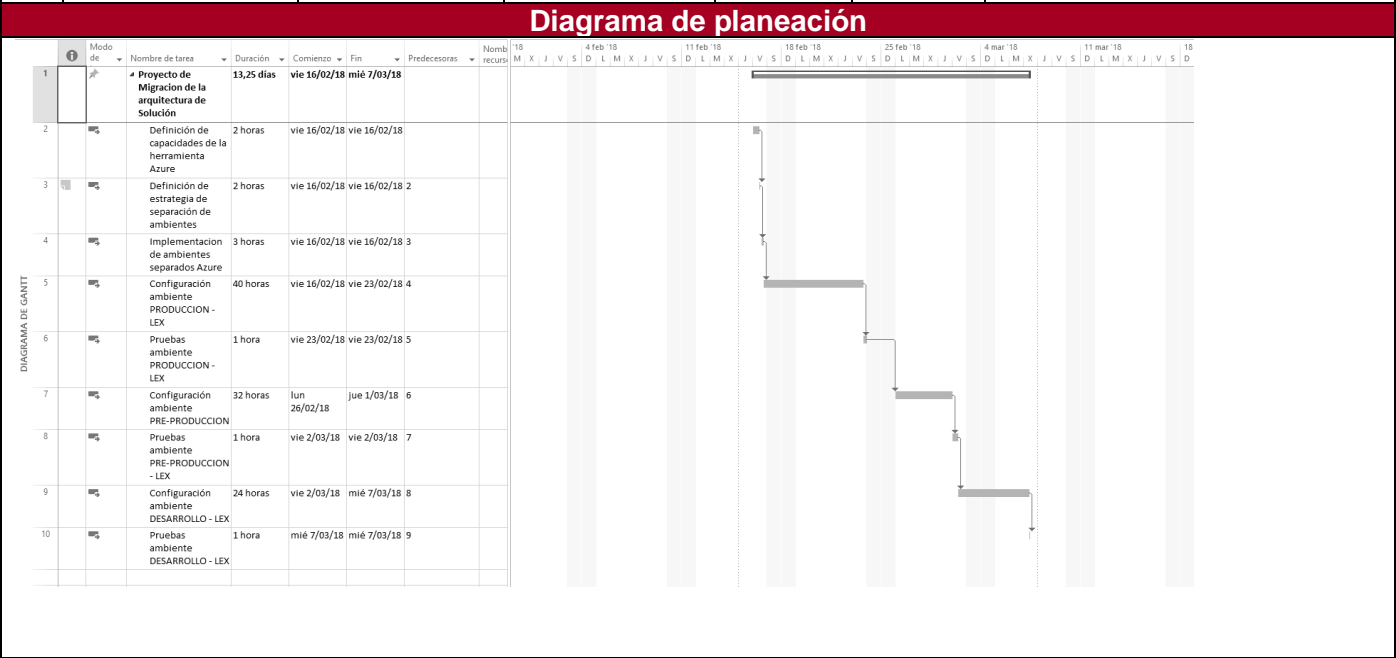 Diagrama de planeación
Modo de Nombre de tarea Duración Comienzo Fin Predecesoras Nomb recurs
'18 4 feb '18 11 feb '18 18 feb '18 25 feb '18 4 mar '18 11 mar '18 18
M X J V S D L M X J V S D L M X J V S D L M X J V S D L M X J V S D L M X J V S D L M X J V S D
DIAGRAMA DE GANTT
1 Proyecto de 13,25 días vie 16/02/18 mié 7/03/18
Migracion de la
arquitectura de
Solución
2 Definición de 2 horas vie 16/02/18 vie 16/02/18
capacidades de la
herramienta
Azure
3 Definición de 2 horas vie 16/02/18 vie 16/02/18 2
estrategia de
separación de
ambientes
4 Implementacion 3 horas vie 16/02/18 vie 16/02/18 3
de ambientes
separados Azure
5 Configuración 40 horas vie 16/02/18 vie 23/02/18 4
ambiente
PRODUCCION -
LEX
6 Pruebas 1 hora vie 23/02/18 vie 23/02/18 5
ambiente
PRODUCCION -
LEX
7 Configuración 32 horas lun jue 1/03/18 6
ambiente 26/02/18
PRE-PRODUCCION
8 Pruebas 1 hora vie 2/03/18 vie 2/03/18 7
ambiente
PRE-PRODUCCION
- LEX
9 Configuración 24 horas vie 2/03/18 mié 7/03/18 8
ambiente
DESARROLLO - LEX
10 Pruebas 1 hora mié 7/03/18 mié 7/03/18 9
ambiente
DESARROLLO - LEX